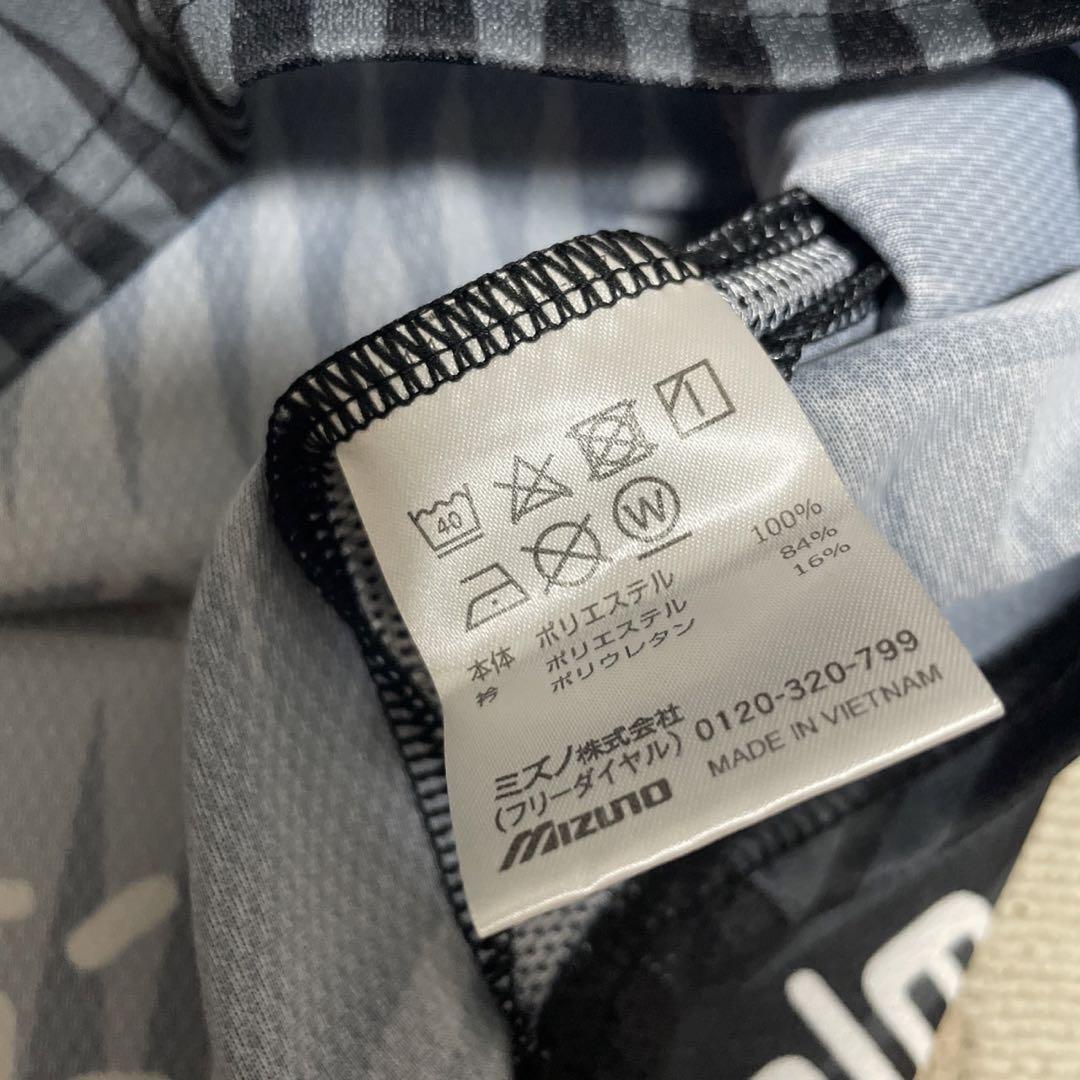 40
W
本体 ポリエステル 100%
衿 ポリエステル 84%
ポリウレタン 16%
ミズノ株式会社
(フリーダイヤル) 0120-320-799
MIZUNO MADE IN VIETNAM